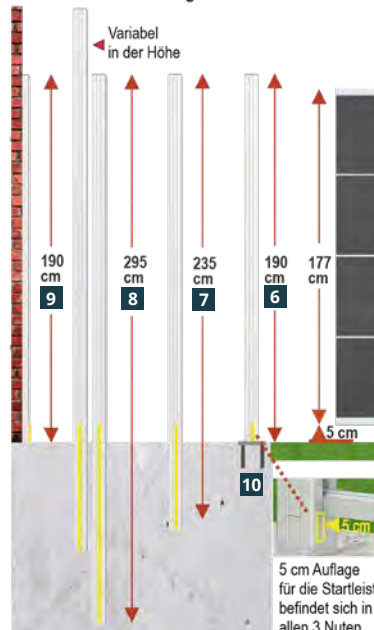 Variabel
in der Höhe
190
cm
9
295
cm
8
235
cm
7
190
cm
6
177
cm
5 cm
10
5 cm
5 cm Auflage
für die Startleist
befindet sich in
allen 3 Nuten